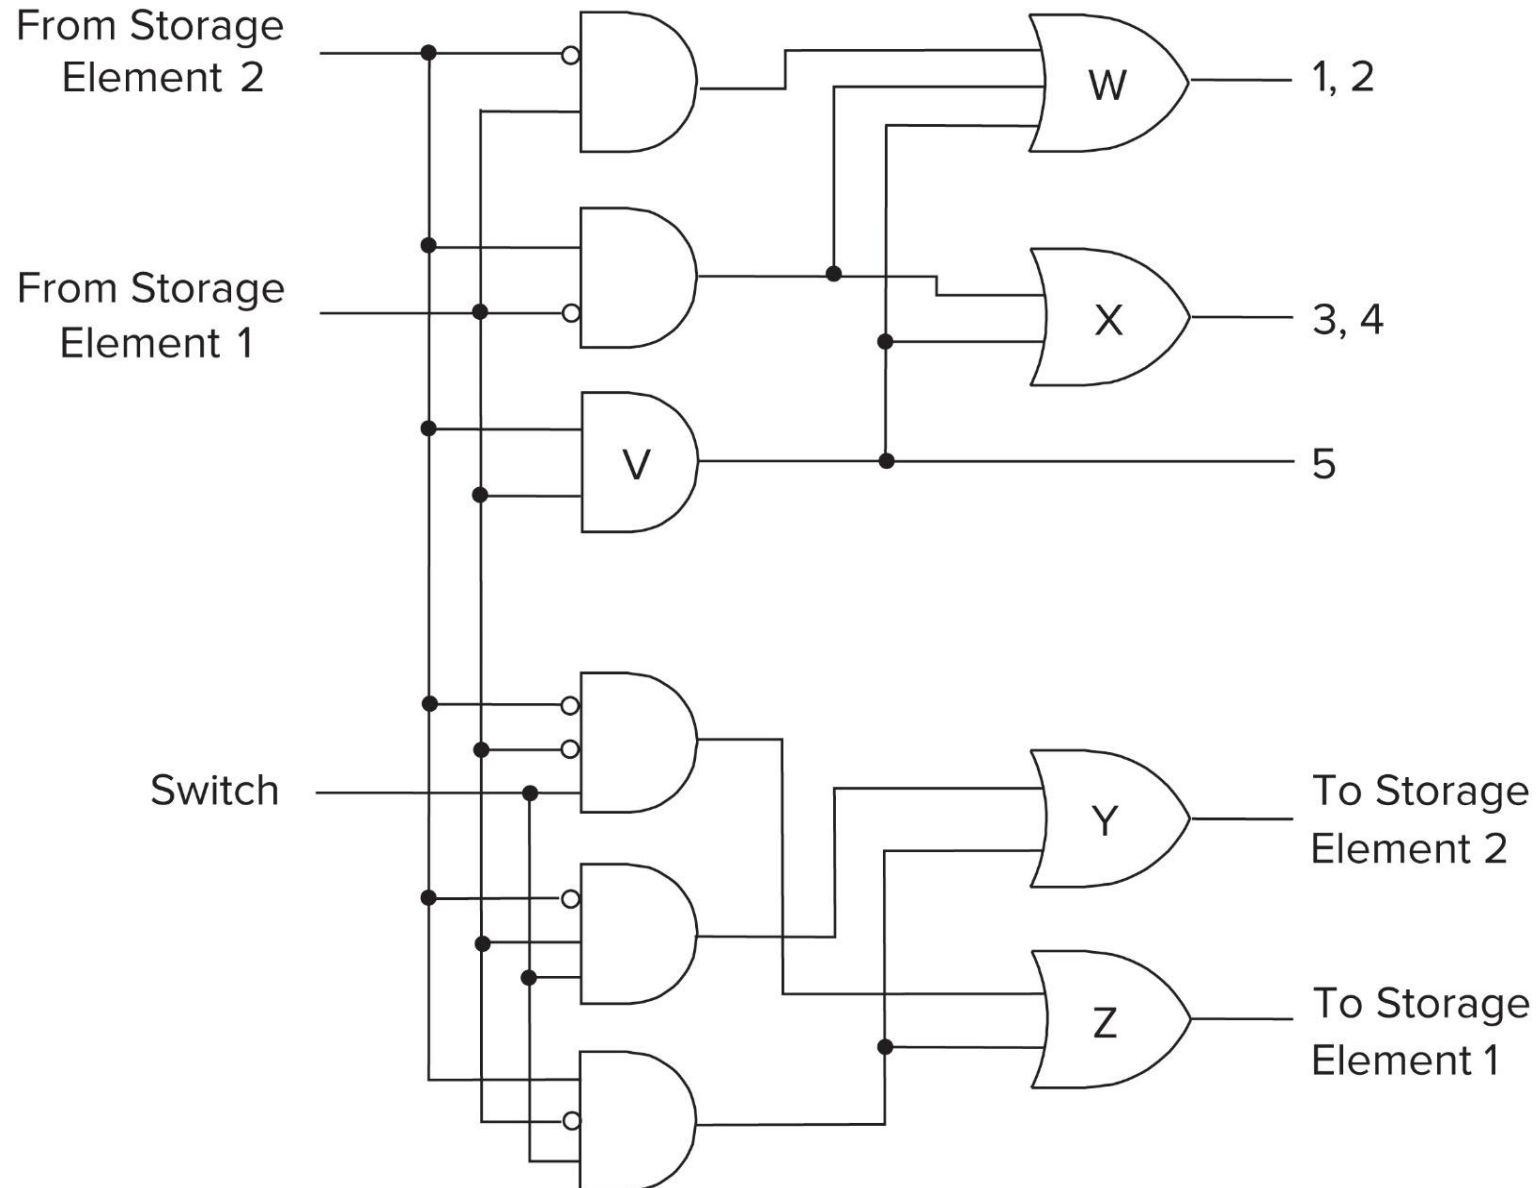 From Storage
Element 2
W
1, 2
From Storage
Element 1
X
3, 4
V
5
Switch
Y
To Storage
Element 2
Z
To Storage
Element 1